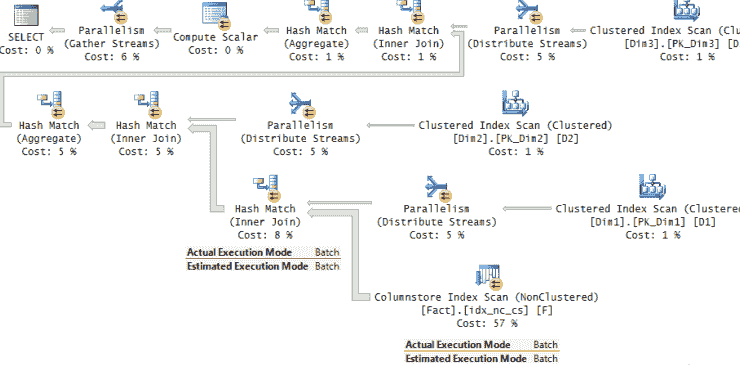 SELECT
Cost: 0 %
Parallelism
(Gather Streams)
Cost: 6 %
Compute Scalar
Cost: 0 %
Hash Match
(Aggregate)
Cost: 1 %
Hash Match
(Inner Join)
Cost: 1 %
Parallelism
(Distribute Streams)
Cost: 5 %
Clustered Index Scan (Clu
[Dim3].[PK_Dim3] [D
Cost: 1 %
Hash Match
(Aggregate)
Cost: 5 %
Hash Match
(Inner Join)
Cost: 5 %
Parallelism
(Distribute Streams)
Cost: 5 %
Clustered Index Scan (Clustered)
[Dim2].[PK_Dim2] [D2]
Cost: 1 %
Hash Match
(Inner Join)
Cost: 8 %
Actual Execution Mode Batch
Estimated Execution Mode Batch
Parallelism
(Distribute Streams)
Cost: 5 %
Clustered Index Scan (Clustere
[Dim1].[PK_Dim1] [D1]
Cost: 1 %
Columnstore Index Scan (NonClustered)
[Fact].[idx_nc_cs] [F]
Cost: 57 %
Actual Execution Mode Batch
Estimated Execution Mode Batch